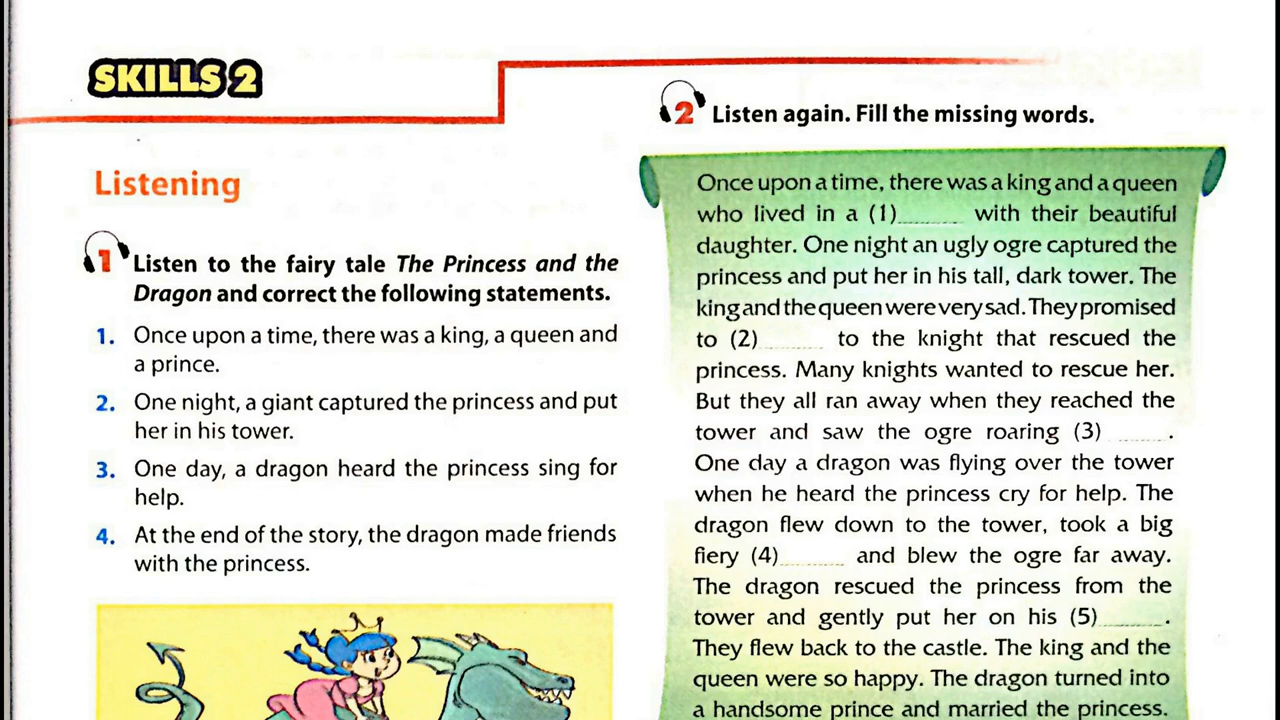 SKILLS 2
Listening
1 Listen to the fairy tale The Princess and the
Dragon and correct the following statements.
1. Once upon a time, there was a king, a queen and
a prince.
2. One night, a giant captured the princess and put
her in his tower.
3. One day, a dragon heard the princess sing for
help.
4. At the end of the story, the dragon made friends
with the princess.
2 Listen again. Fill the missing words.
Once upon a time, there was a king and a queen
who lived in a (1)_______ with their beautiful
daughter. One night an ugly ogre captured the
princess and put her in his tall, dark tower. The
king and the queen were very sad. They promised
to (2)_______ to the knight that rescued the
princess. Many knights wanted to rescue her.
But they all ran away when they reached the
tower and saw the ogre roaring (3) _______.
One day a dragon was flying over the tower
when he heard the princess cry for help. The
dragon flew down to the tower, took a big
fiery (4)_______ and blew the ogre far away.
The dragon rescued the princess from the
tower and gently put her on his (5)_______.
They flew back to the castle. The king and the
queen were so happy. The dragon turned into
a handsome prince and married the princess.